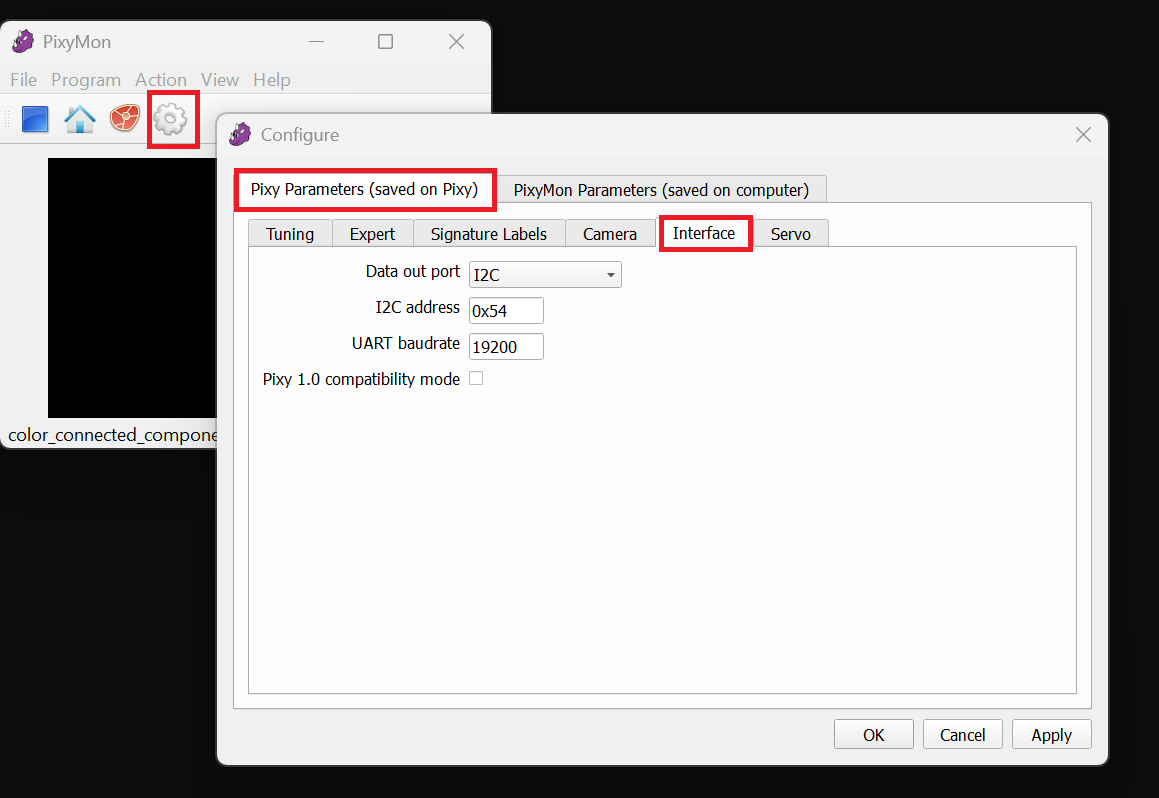 PixyMon
File Program Action View Help
Configure
Pixy Parameters (saved on Pixy) PixyMon Parameters (saved on computer)
Tuning Expert Signature Labels Camera Interface Servo
Data out port I2C
I2C address 0x54
UART baudrate 19200
Pixy 1.0 compatibility mode
color_connected_compone
OK Cancel Apply